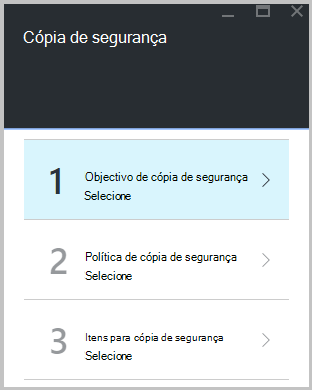 Cópia de segurança
1
Objectivo de cópia de segurança
Selecione
2
Política de cópia de segurança
Selecione
3
Itens para cópia de segurança
Selecione